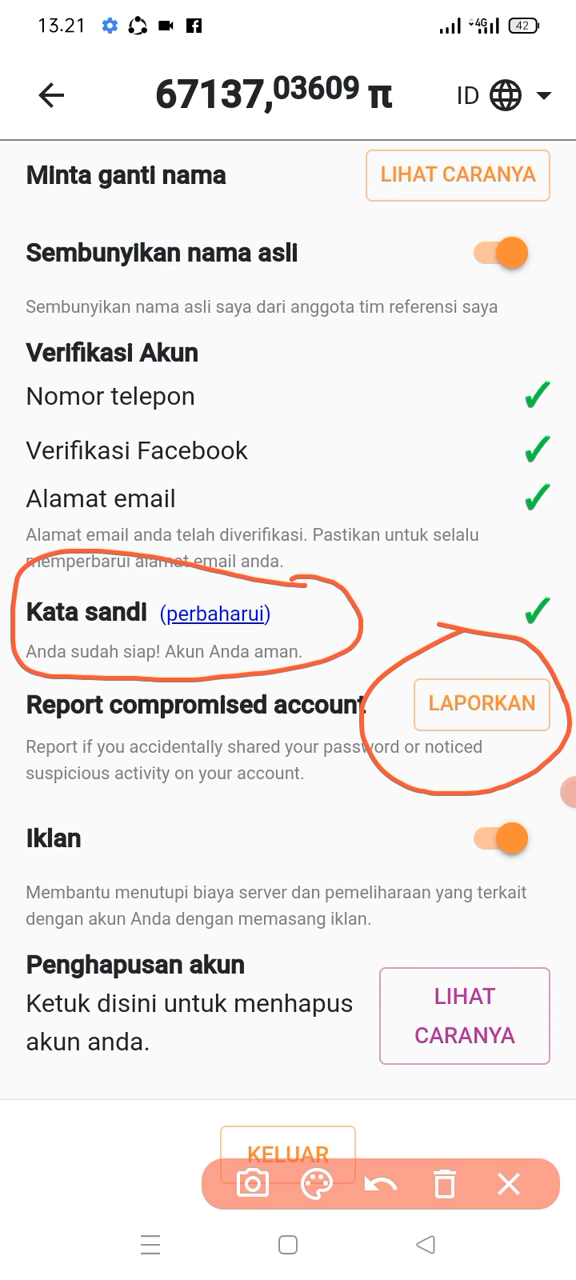 13.21
4G
42
67137,03609 π
ID
Minta ganti nama
LIHAT CARANYA
Sembunyikan nama asli
Sembunyikan nama asli saya dari anggota tim referensi saya
Verifikasi Akun
Nomor telepon
Verifikasi Facebook
Alamat email
Alamat email anda telah diverifikasi. Pastikan untuk selalu
memperbarui alamat email anda.
Kata sandi (perbaharui)
Anda sudah siap! Akun Anda aman.
Report compromised account
LAPORKAN
Report if you accidentally shared your password or noticed
suspicious activity on your account.
Iklan
Membantu menutupi biaya server dan pemeliharaan yang terkait
dengan akun Anda dengan memasang iklan.
Penghapusan akun
Ketuk disini untuk menhapus
akun anda.
LIHAT
CARANYA
KELUAR